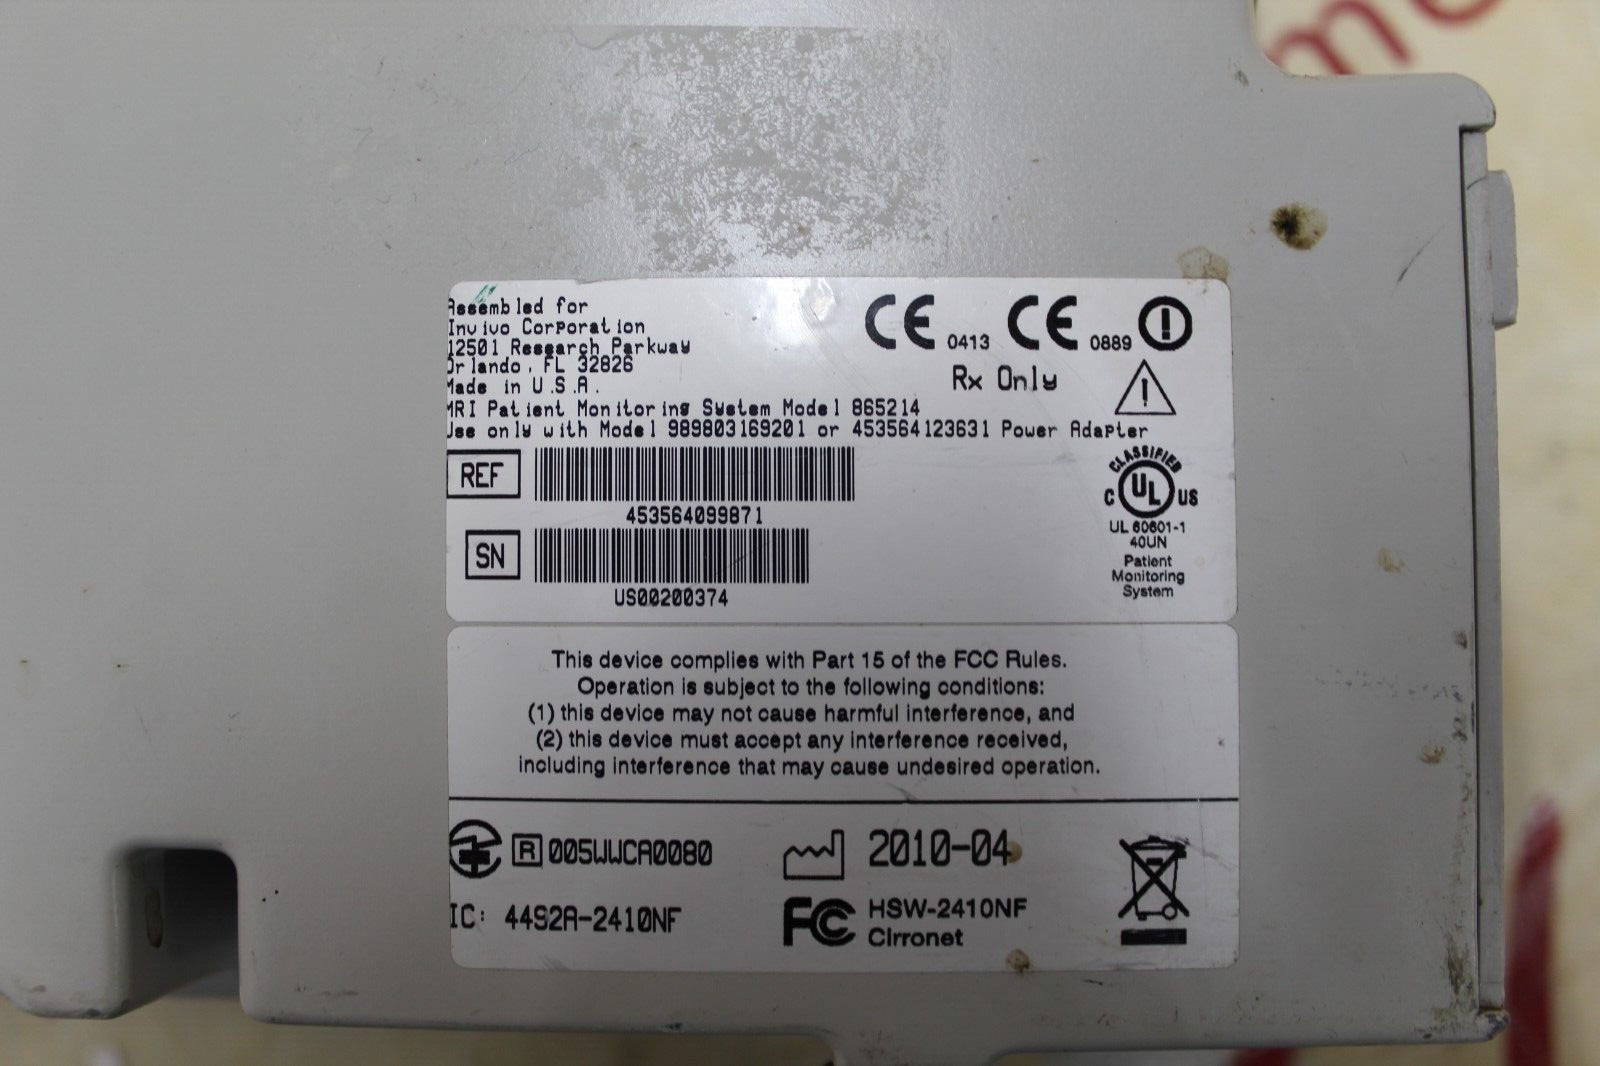 me
Assembled for
Invivo Corporation
12501 Research Parkway
Orlando, FL 32826
Made in U.S.A.
MRI Patient Monitoring System Model 865214
Use only with Model 989803169201 or 453564123631 Power Adapter
CE 0413 CE 0889
Rx Only
REF
453564099871
SN
US00200374
CLASSIFIED
C UL US
UL 60601-1
40UN
Patient
Monitoring
System
This device complies with Part 15 of the FCC Rules.
Operation is subject to the following conditions:
(1) this device may not cause harmful interference, and
(2) this device must accept any interference received,
including interference that may cause undesired operation.
R 005WWCA0080
2010-04
IC: 4492A-2410NF
FC HSW-2410NF
Cirronet